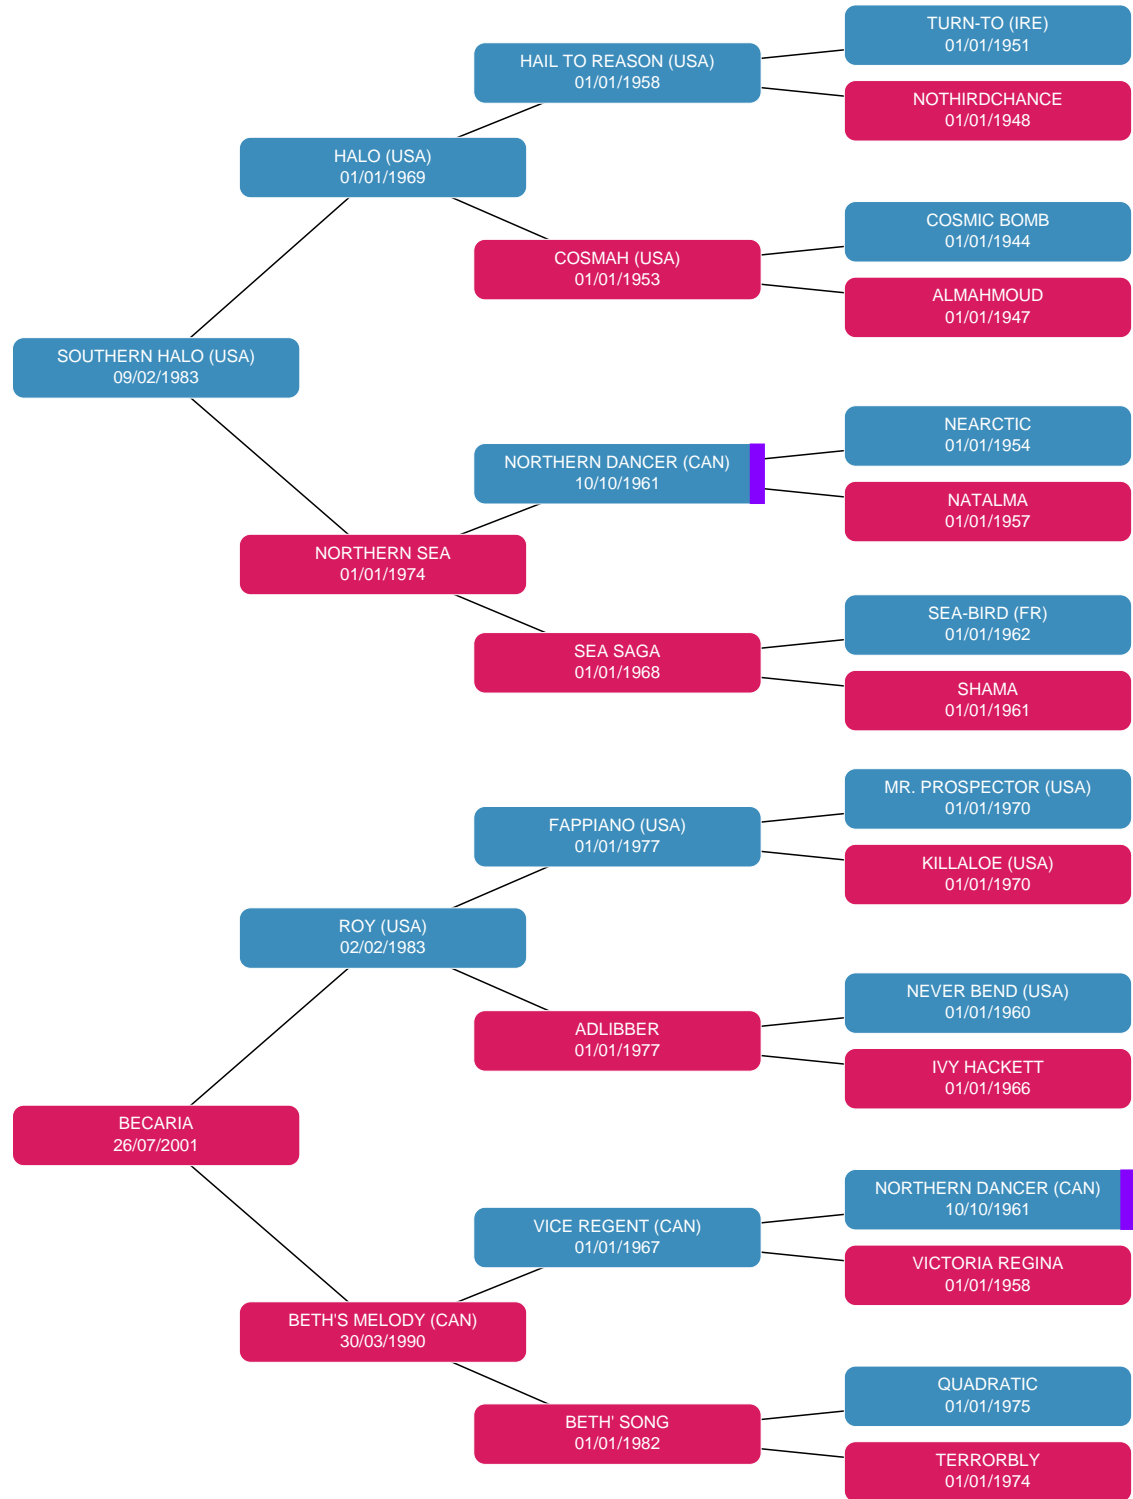 TURN-TO (IRE)
01/01/1951
HAIL TO REASON (USA)
01/01/1958
NOTHIRDCHANCE
01/01/1948
HALO (USA)
01/01/1969
COSMIC BOMB
01/01/1944
COSMAH (USA)
01/01/1953
ALMAHMOUD
01/01/1947
SOUTHERN HALO (USA)
09/02/1983
NEARCTIC
01/01/1954
NORTHERN DANCER (CAN)
10/10/1961
NATALMA
01/01/1957
NORTHERN SEA
01/01/1974
SEA-BIRD (FR)
01/01/1962
SEA SAGA
01/01/1968
SHAMA
01/01/1961
MR. PROSPECTOR (USA)
01/01/1970
FAPPIANO (USA)
01/01/1977
KILLALOE (USA)
01/01/1970
ROY (USA)
02/02/1983
NEVER BEND (USA)
01/01/1960
ADLIBBER
01/01/1977
IVY HACKETT
01/01/1966
BECARIA
26/07/2001
NORTHERN DANCER (CAN)
10/10/1961
VICE REGENT (CAN)
01/01/1967
VICTORIA REGINA
01/01/1958
BETH'S MELODY (CAN)
30/03/1990
QUADRATIC
01/01/1975
BETH' SONG
01/01/1982
TERRORBLY
01/01/1974